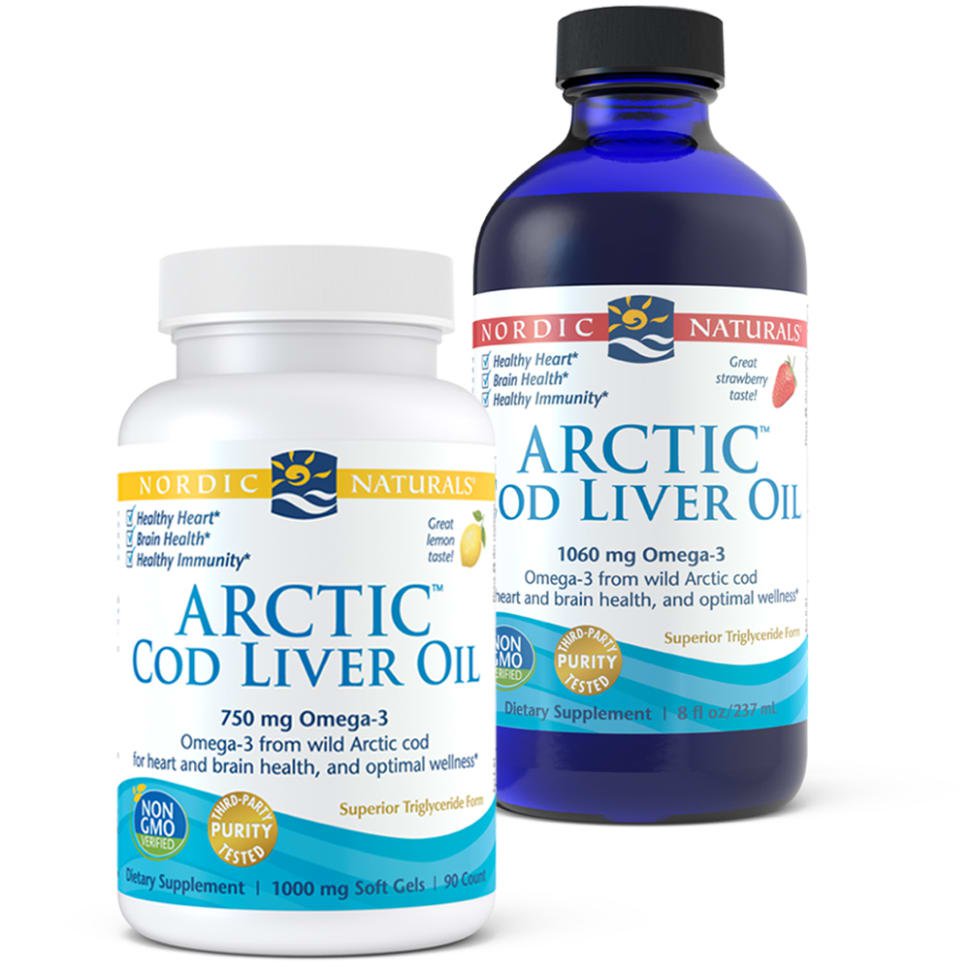 NORDIC NATURALS®
Healthy Heart*
Brain Health*
Healthy Immunity*
Great
lemon
taste!
ARCTIC™
COD LIVER OIL
750 mg Omega-3
Omega-3 from wild Arctic cod
for heart and brain health, and optimal wellness*
Superior Triglyceride Form
NON
GMO
VERIFIED
THIRD-PARTY
PURITY
TESTED
Dietary Supplement | 1000 mg Soft Gels | 90 Count
NORDIC NATURALS®
Healthy Heart*
Brain Health*
Healthy Immunity*
Great
strawberry
taste!
ARCTIC™
OD LIVER OIL
1060 mg Omega-3
Omega-3 from wild Arctic cod
heart and brain health, and optimal wellness*
Superior Triglyceride Form
NON
GMO
VERIFIED
THIRD-PARTY
PURITY
TESTED
Dietary Supplement | 8 fl oz/237 mL